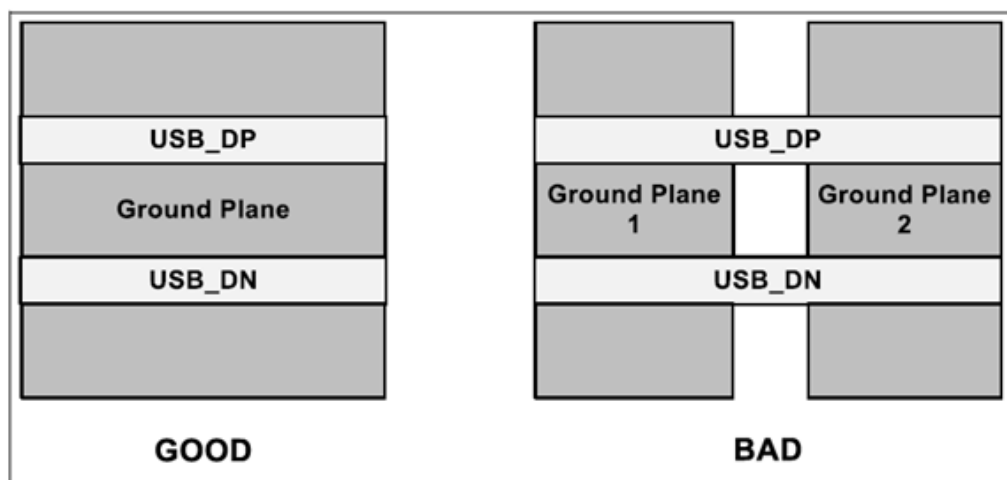 USB_DP
Ground Plane
USB_DN
GOOD
USB_DP
Ground Plane
1
Ground Plane
2
USB_DN
BAD